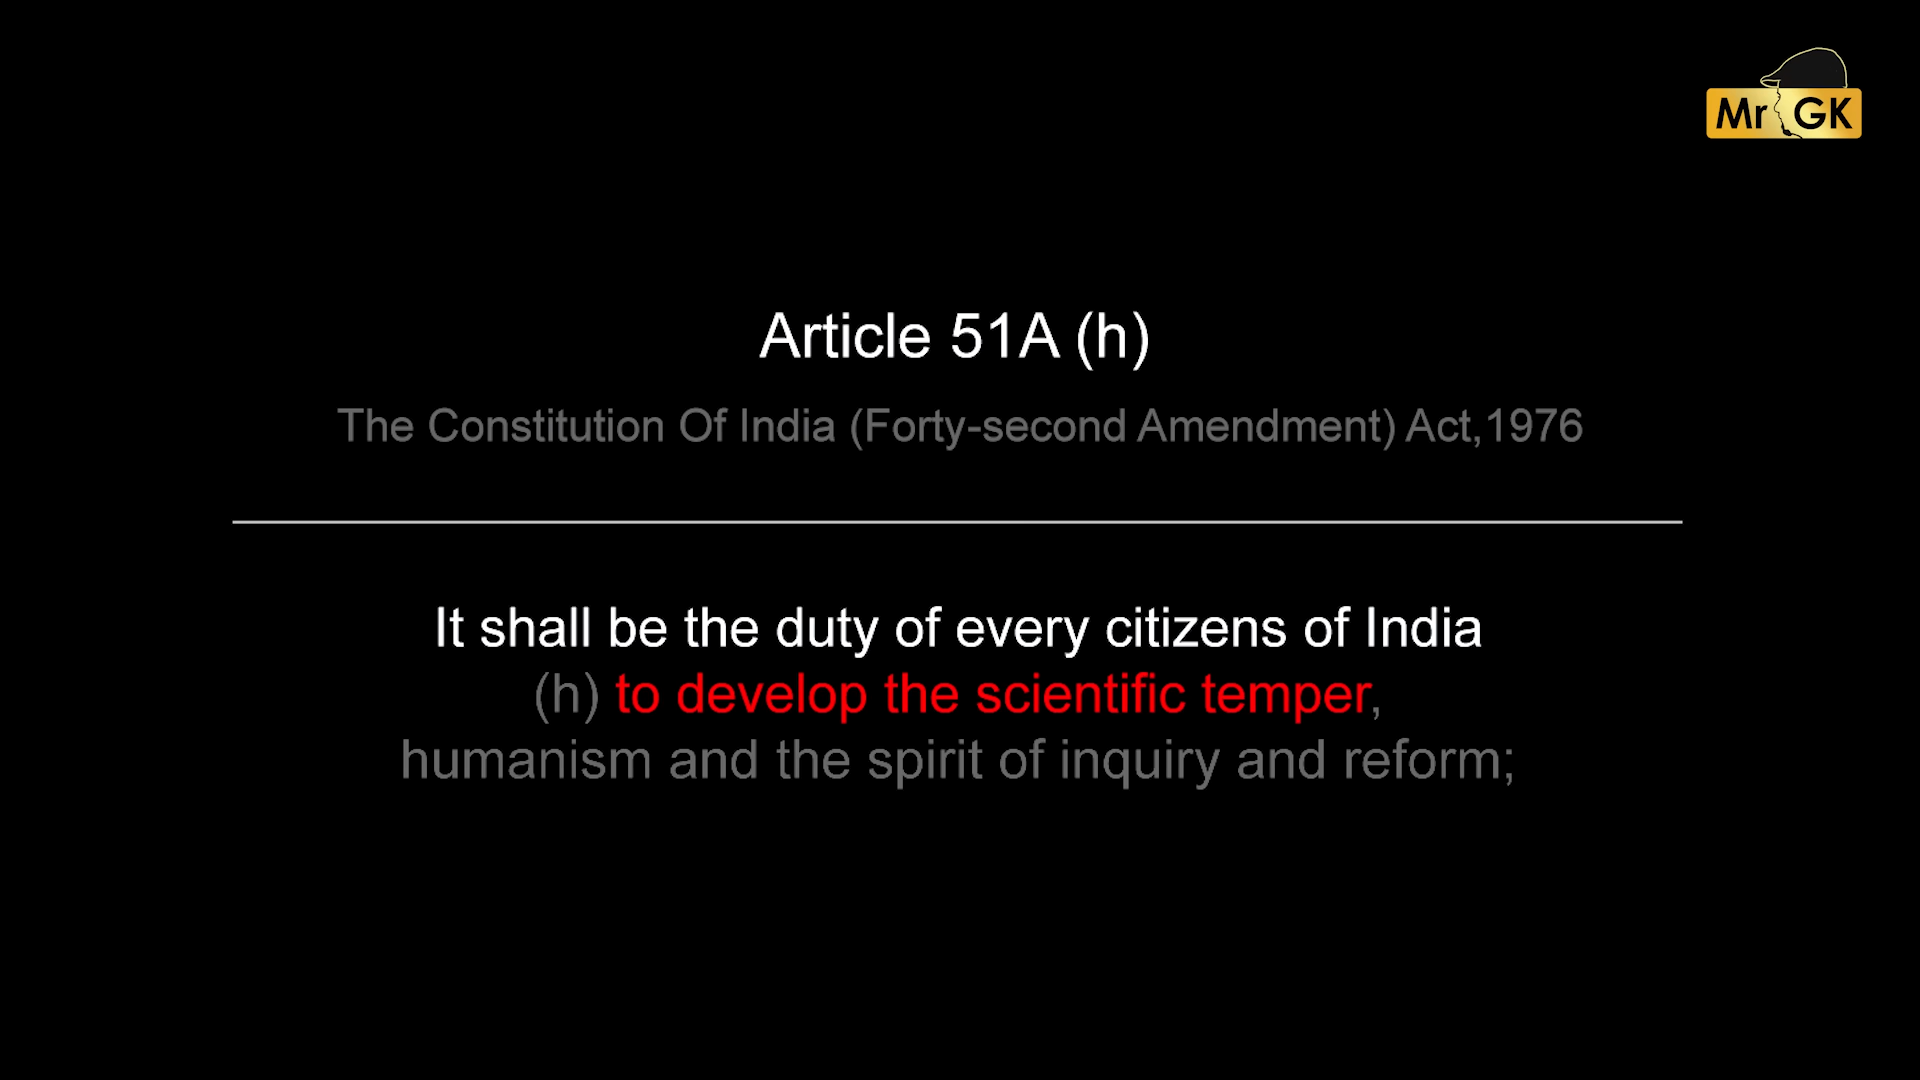 Mr GK
Article 51A (h)
The Constitution Of India (Forty-second Amendment) Act,1976
It shall be the duty of every citizens of India
(h) to develop the scientific temper,
humanism and the spirit of inquiry and reform;